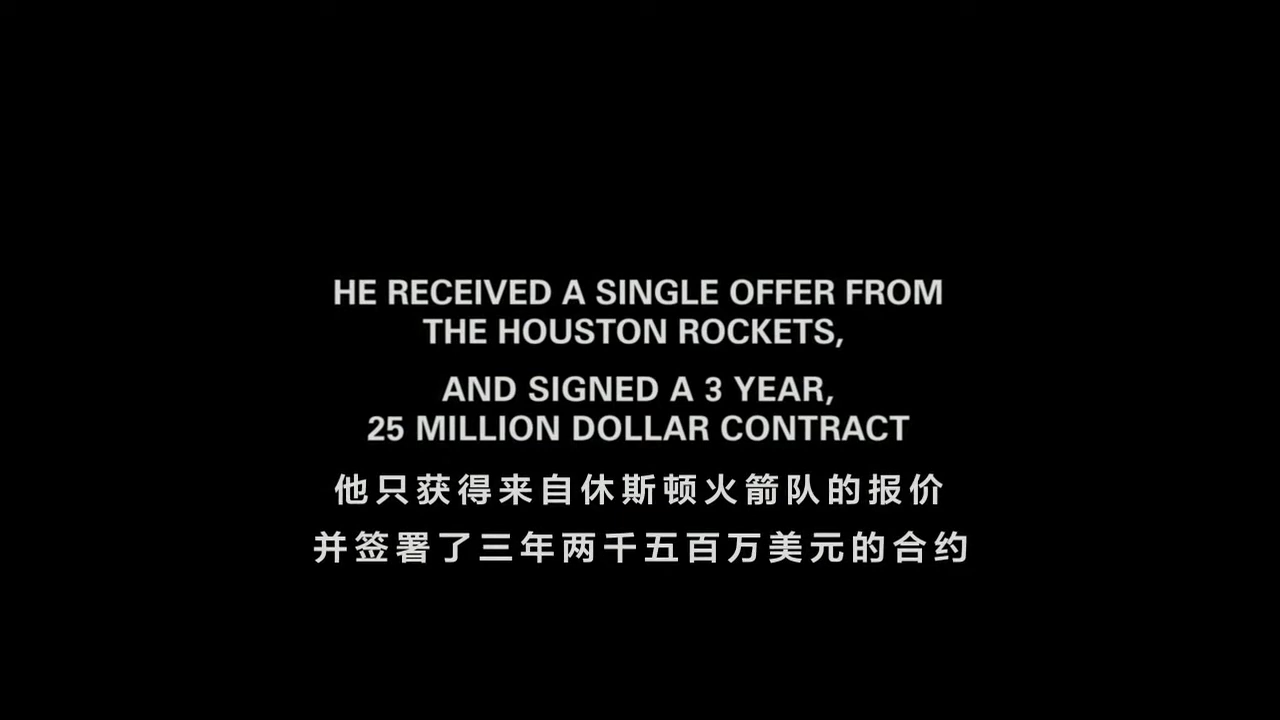 HE RECEIVED A SINGLE OFFER FROM
THE HOUSTON ROCKETS,
AND SIGNED A 3 YEAR,
25 MILLION DOLLAR CONTRACT
他只获得来自休斯顿火箭队的报价
并签署了三年两千五百万美元的合约